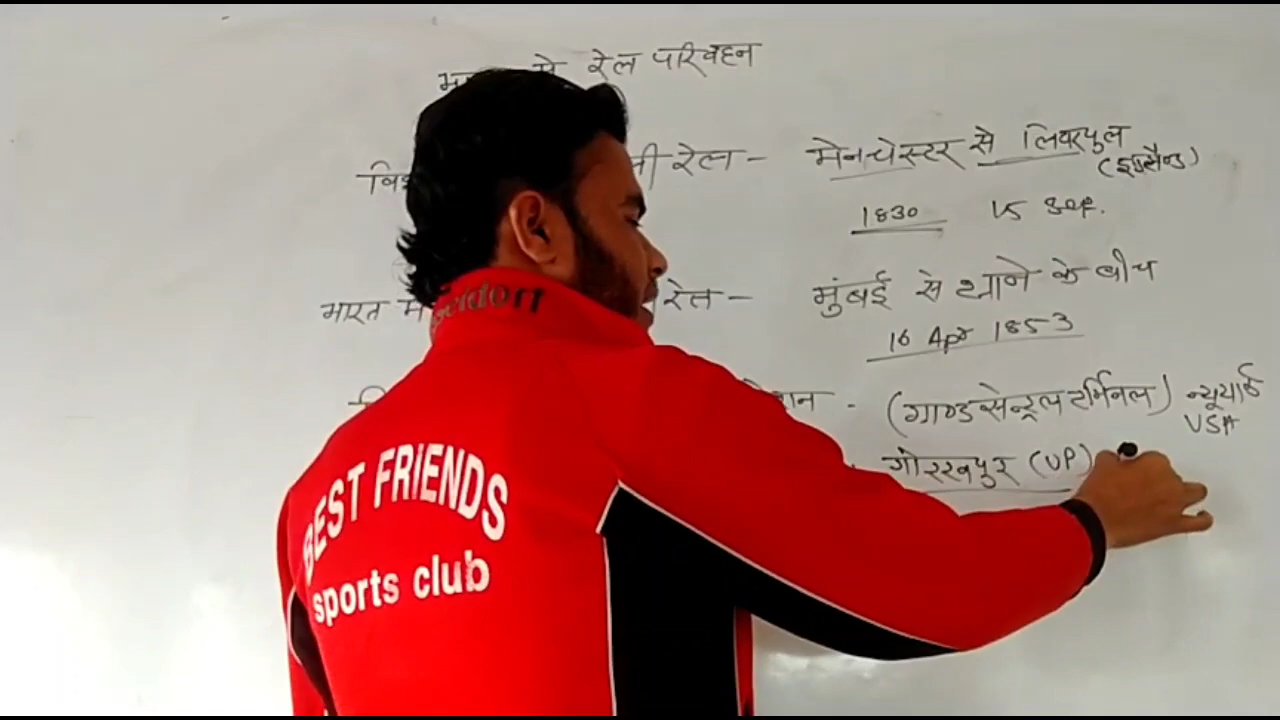 रेल परिवहन
रेल - मेनचेस्टर से लिवरपुल
(इंग्लैण्ड)
1830 15 Sep.
भारत में रेल - मुंबई से थाने के बीच
16 Apr 1853
(ग्राण्ड सेन्ट्रल टर्मिनल) न्यूयार्क
USA
गोरखपुर (UP)
BEST FRIENDS
sports club